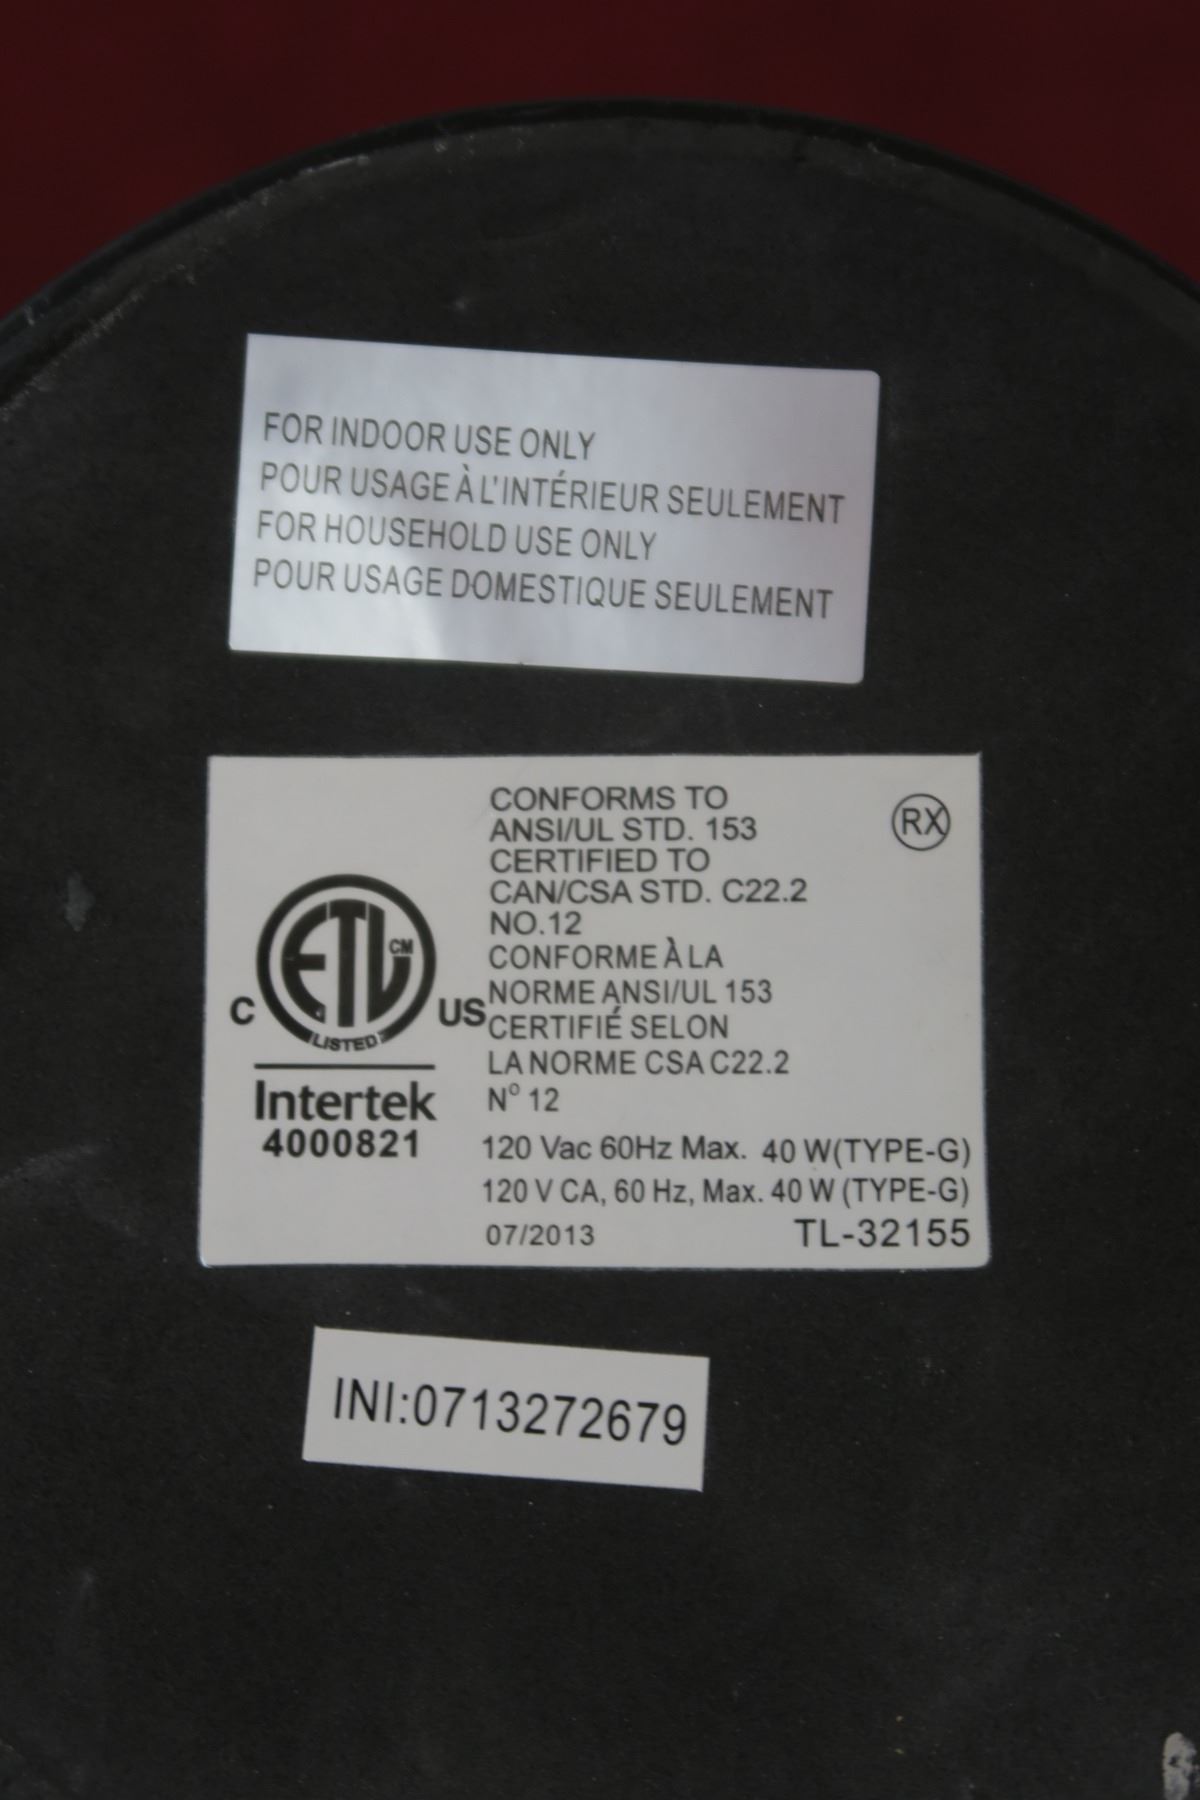 FOR INDOOR USE ONLY
POUR USAGE À L'INTÉRIEUR SEULEMENT
FOR HOUSEHOLD USE ONLY
POUR USAGE DOMESTIQUE SEULEMENT
CONFORMS TO
ANSI/UL STD. 153
CERTIFIED TO
CAN/CSA STD. C22.2
NO.12
CONFORME À LA
NORME ANSI/UL 153
CERTIFIÉ SELON
LA NORME CSA C22.2
N° 12
RX
ETL CM
C US
LISTED
Intertek
4000821
120 Vac 60Hz Max. 40 W(TYPE-G)
120 V CA, 60 Hz, Max. 40 W (TYPE-G)
07/2013 TL-32155
INI:0713272679